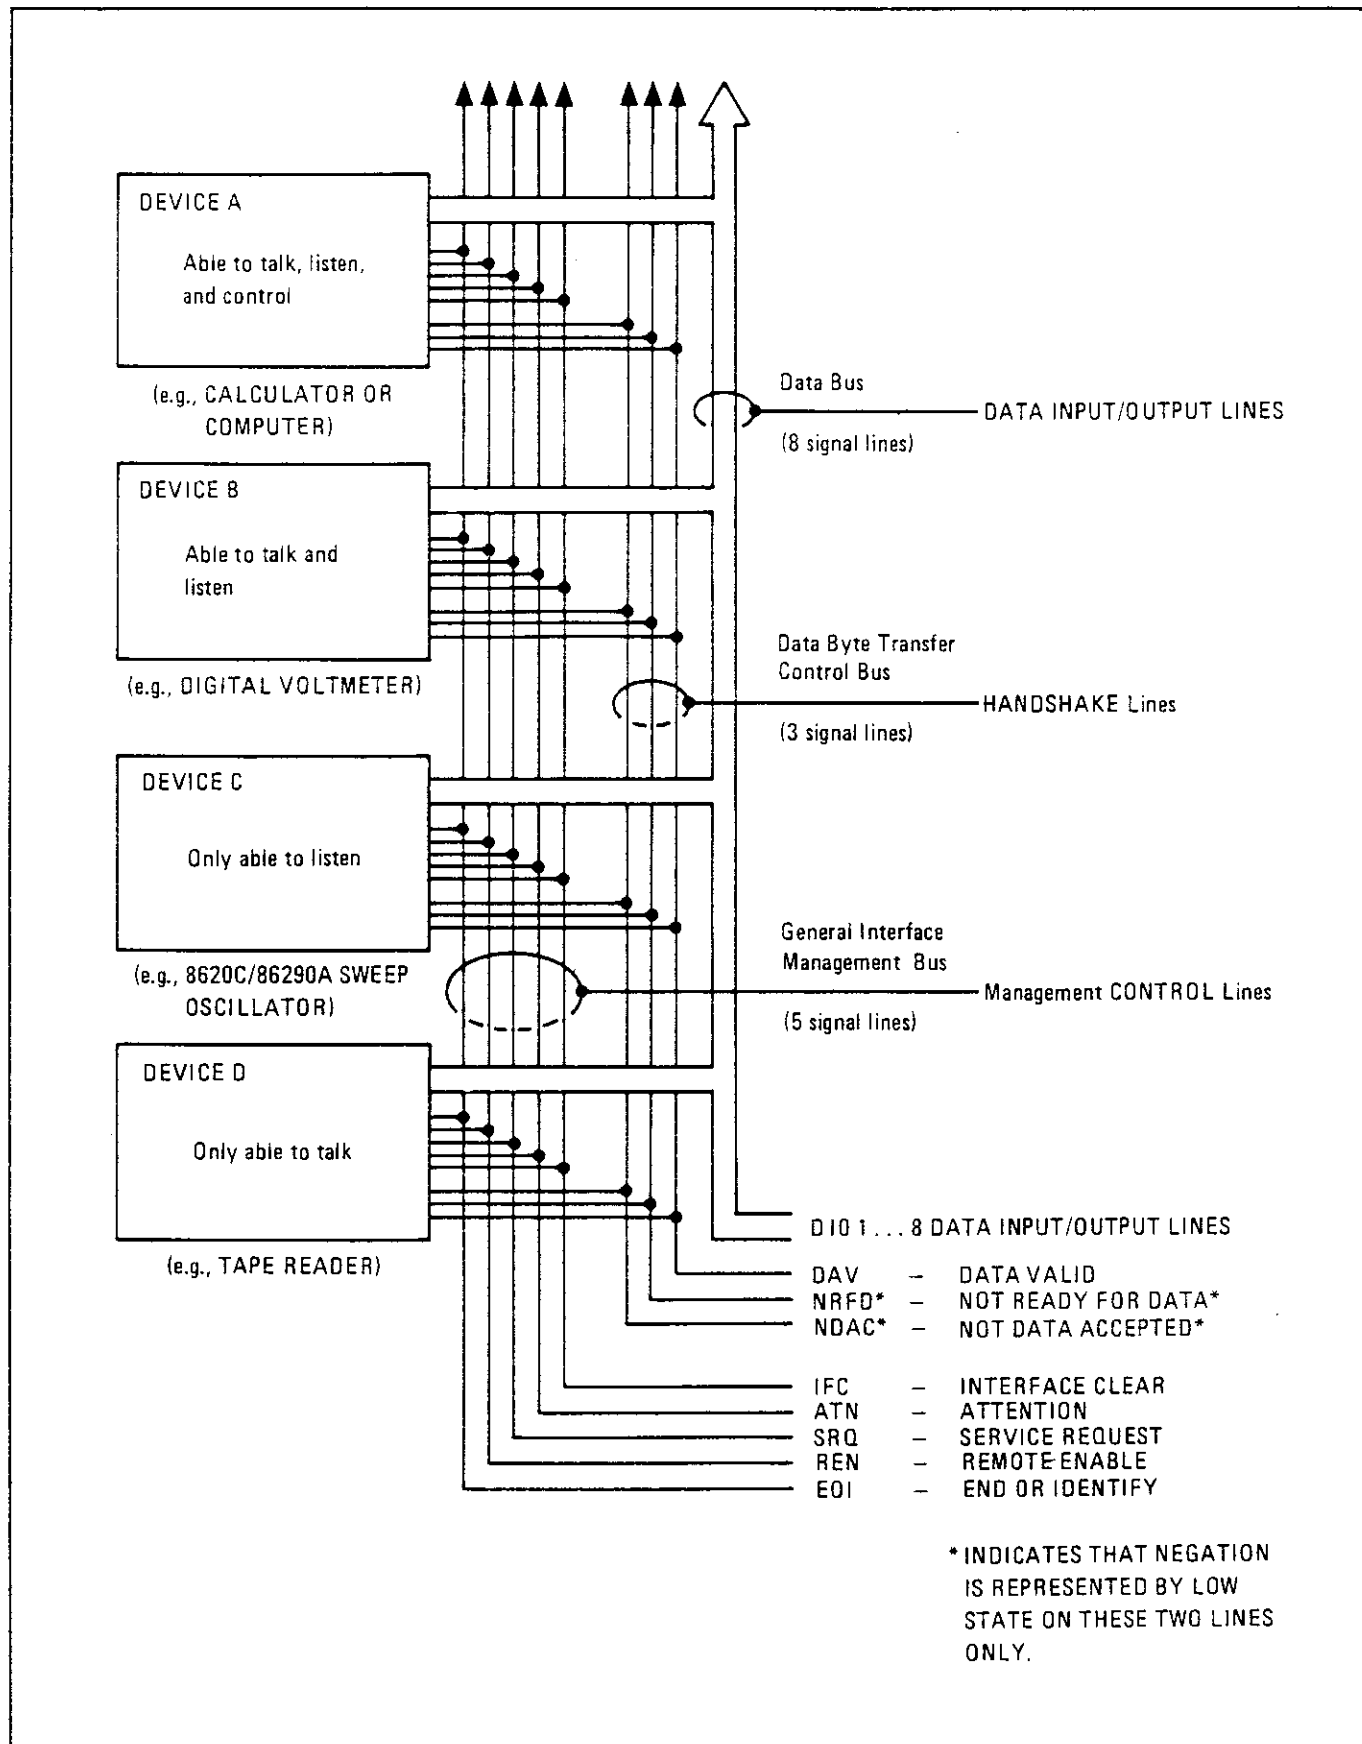 DEVICE A
Able to talk, listen,
and control
(e.g., CALCULATOR OR
COMPUTER)
Data Bus
DATA INPUT/OUTPUT LINES
(8 signal lines)
DEVICE B
Able to talk and
listen
(e.g., DIGITAL VOLTMETER)
Data Byte Transfer
Control Bus
HANDSHAKE Lines
(3 signal lines)
DEVICE C
Only able to listen
(e.g., 8620C/86290A SWEEP
OSCILLATOR)
General Interface
Management Bus
Management CONTROL Lines
(5 signal lines)
DEVICE D
Only able to talk
(e.g., TAPE READER)
DIO 1 ... 8 DATA INPUT/OUTPUT LINES
DAV – DATA VALID
NRFD* – NOT READY FOR DATA*
NDAC* – NOT DATA ACCEPTED*
IFC – INTERFACE CLEAR
ATN – ATTENTION
SRQ – SERVICE REQUEST
REN – REMOTE ENABLE
EOI – END OR IDENTIFY
* INDICATES THAT NEGATION
IS REPRESENTED BY LOW
STATE ON THESE TWO LINES
ONLY.